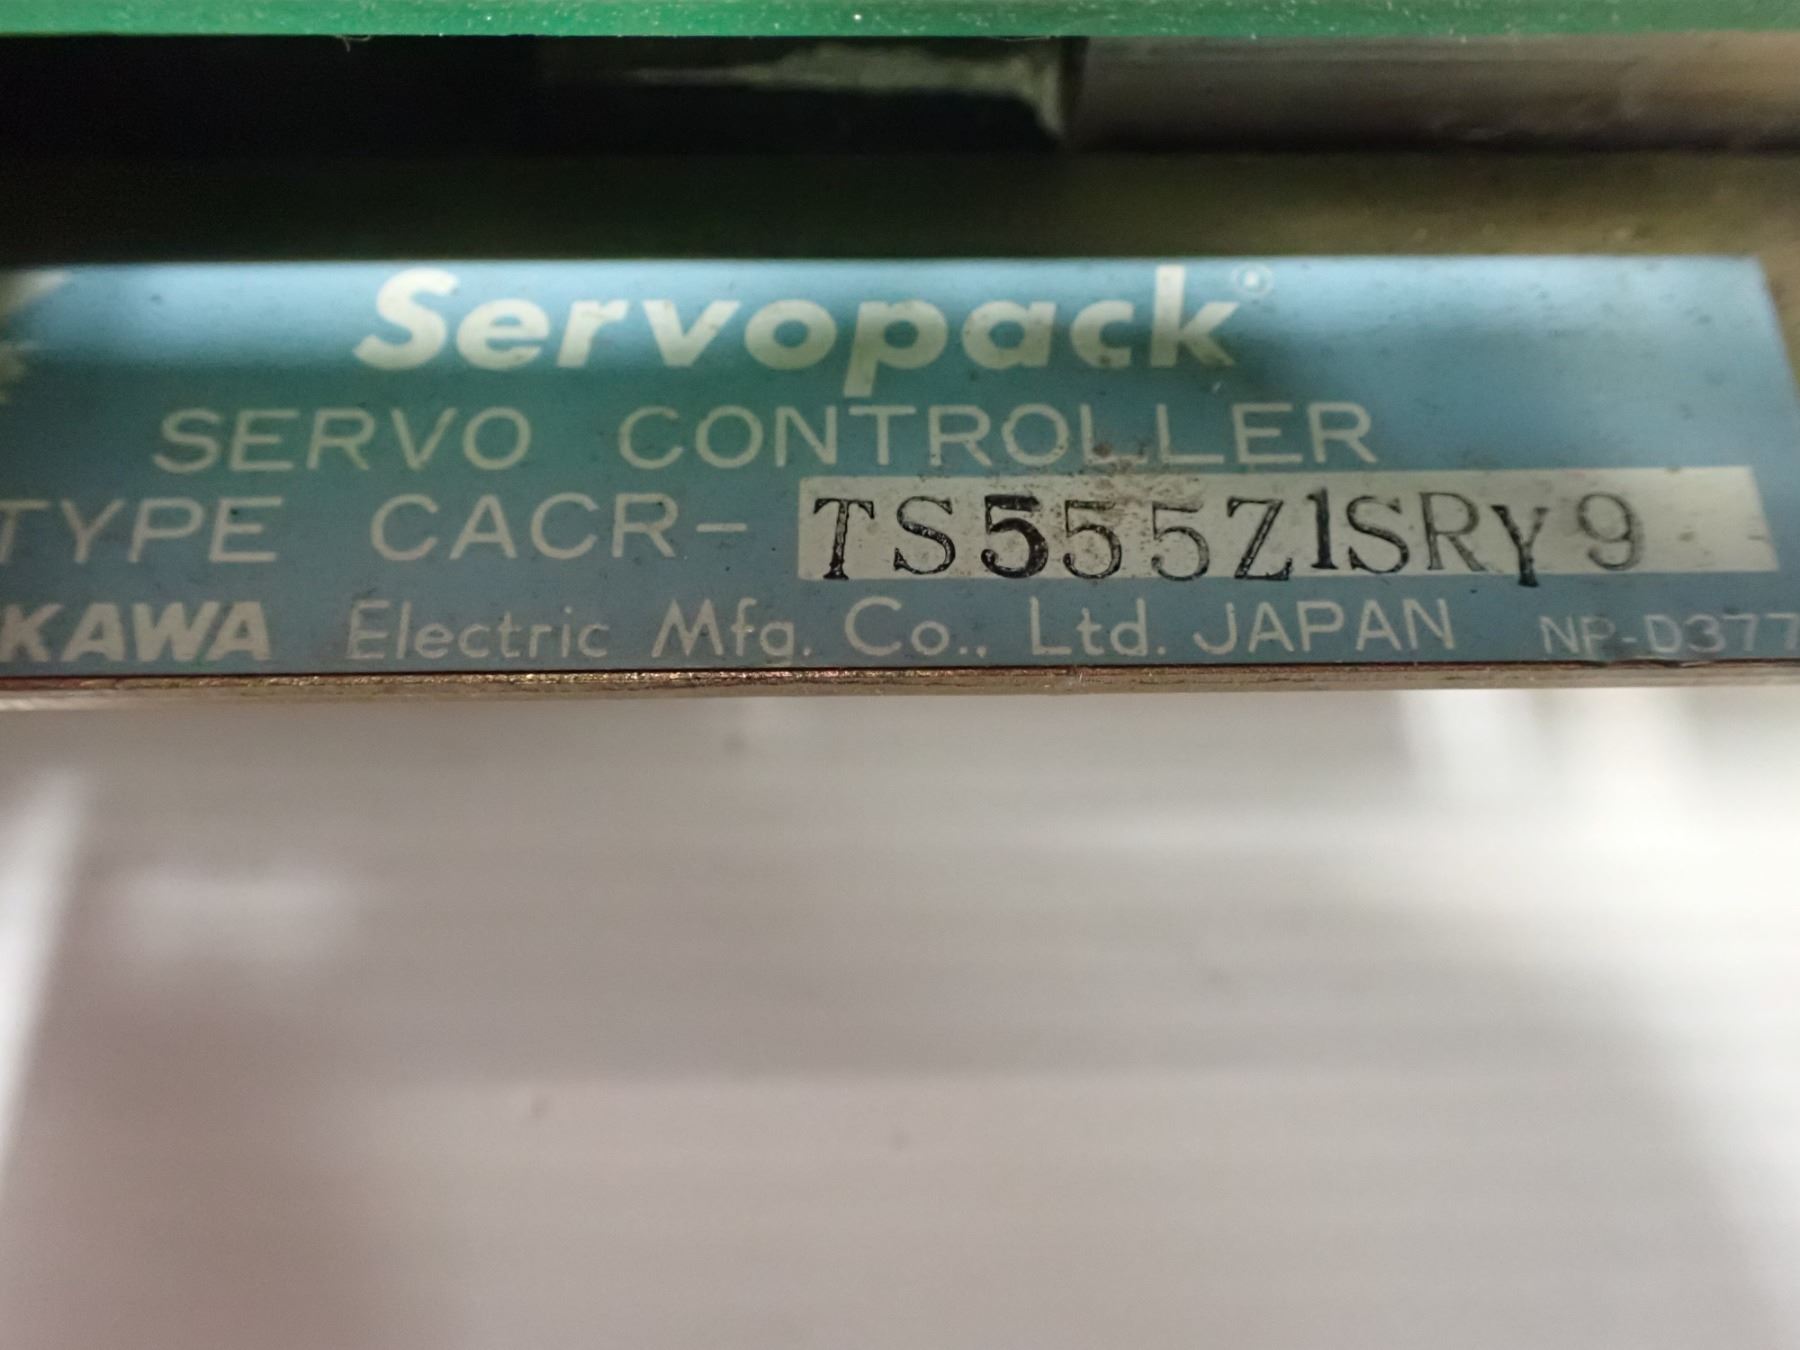 Servopack®
SERVO CONTROLLER
TYPE CACR- TS555Z1SRY9
KAWA Electric Mfg. Co., Ltd. JAPAN NP-D377